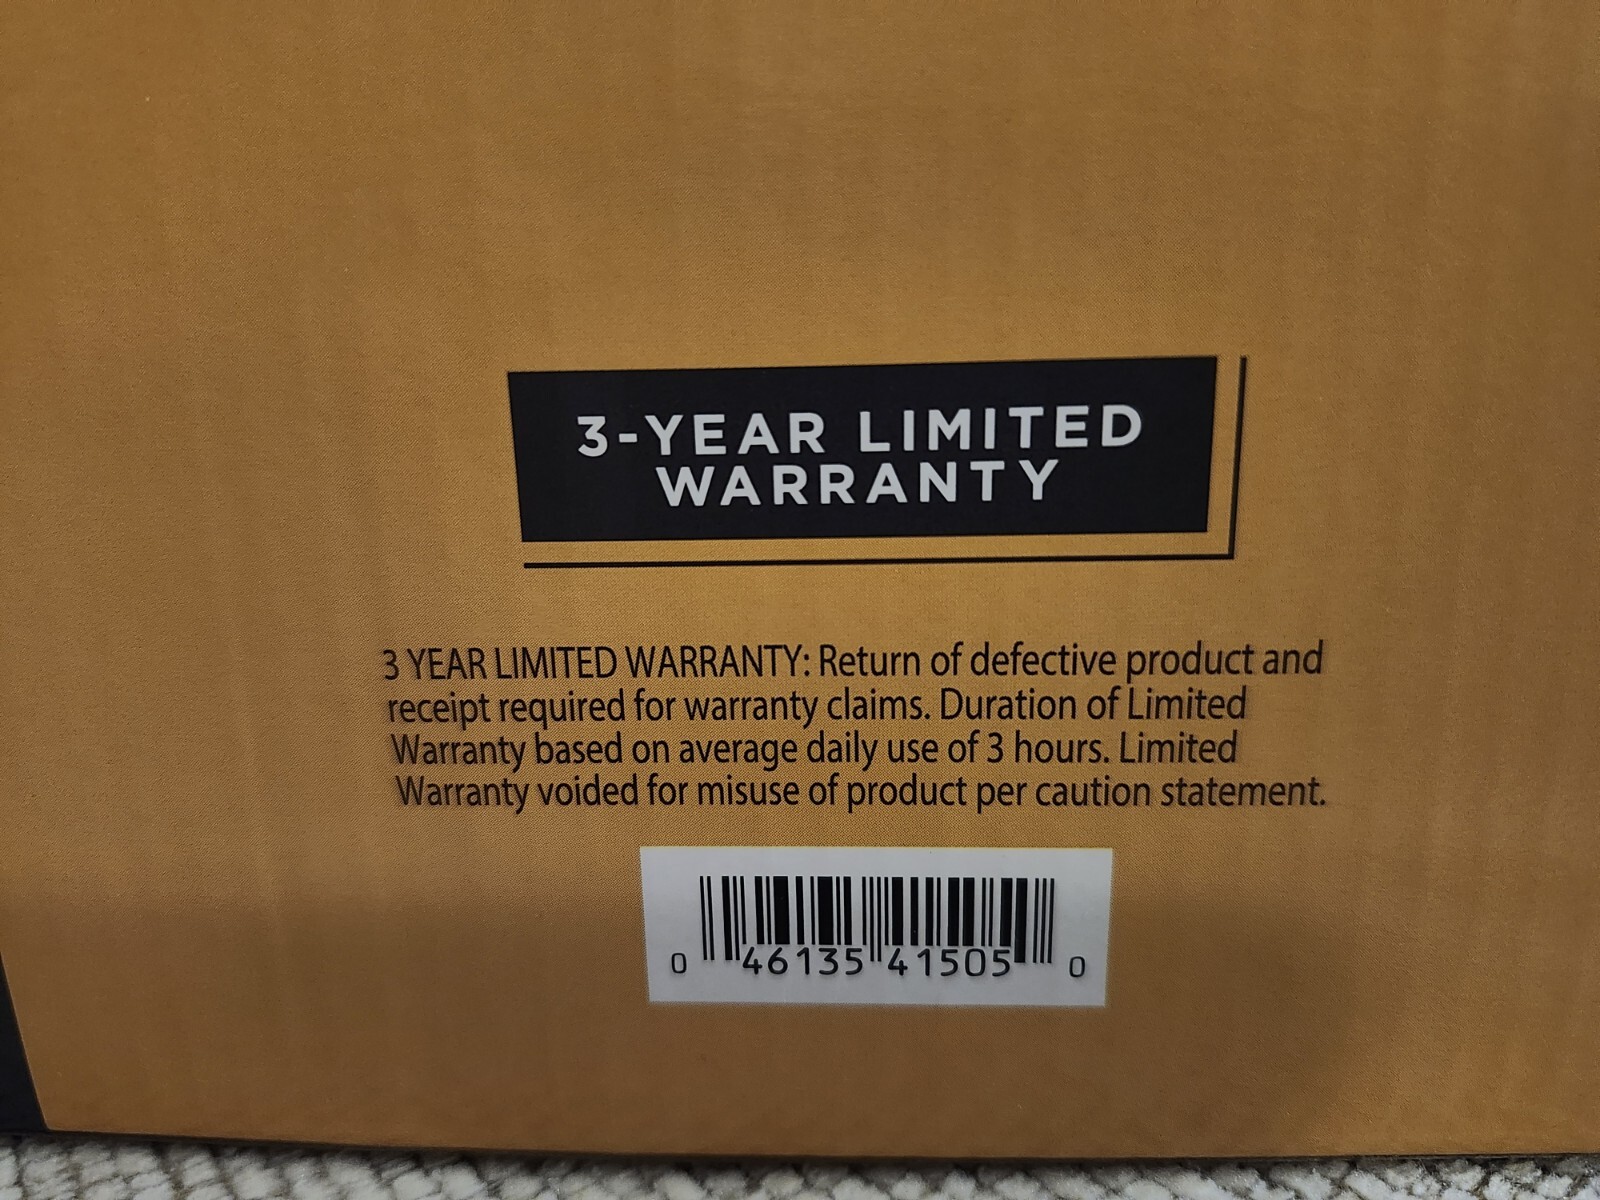 3-YEAR LIMITED
WARRANTY
3 YEAR LIMITED WARRANTY: Return of defective product and
receipt required for warranty claims. Duration of Limited
Warranty based on average daily use of 3 hours. Limited
Warranty voided for misuse of product per caution statement.
0 46135 41505 0